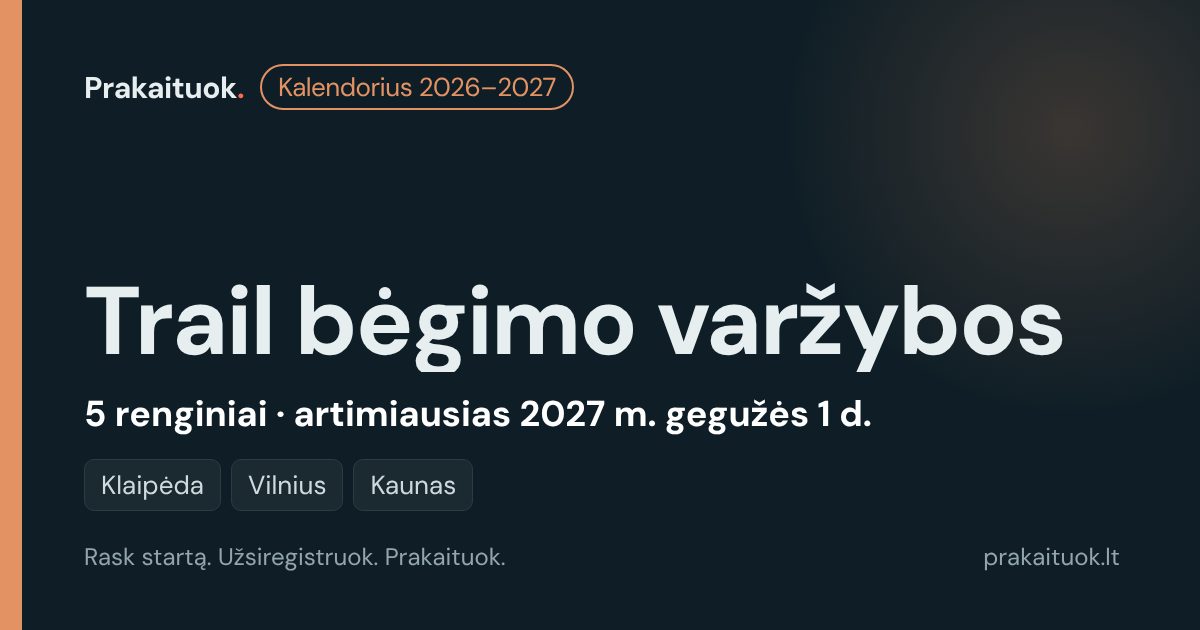 Prakaituok. Kalendorius 2026–2027
Trail bėgimo varžybos
5 renginiai · artimiausias 2027 m. gegužės 1 d.
Klaipėda Vilnius Kaunas
Rask startą. Užsiregistruok. Prakaituok. prakaituok.lt